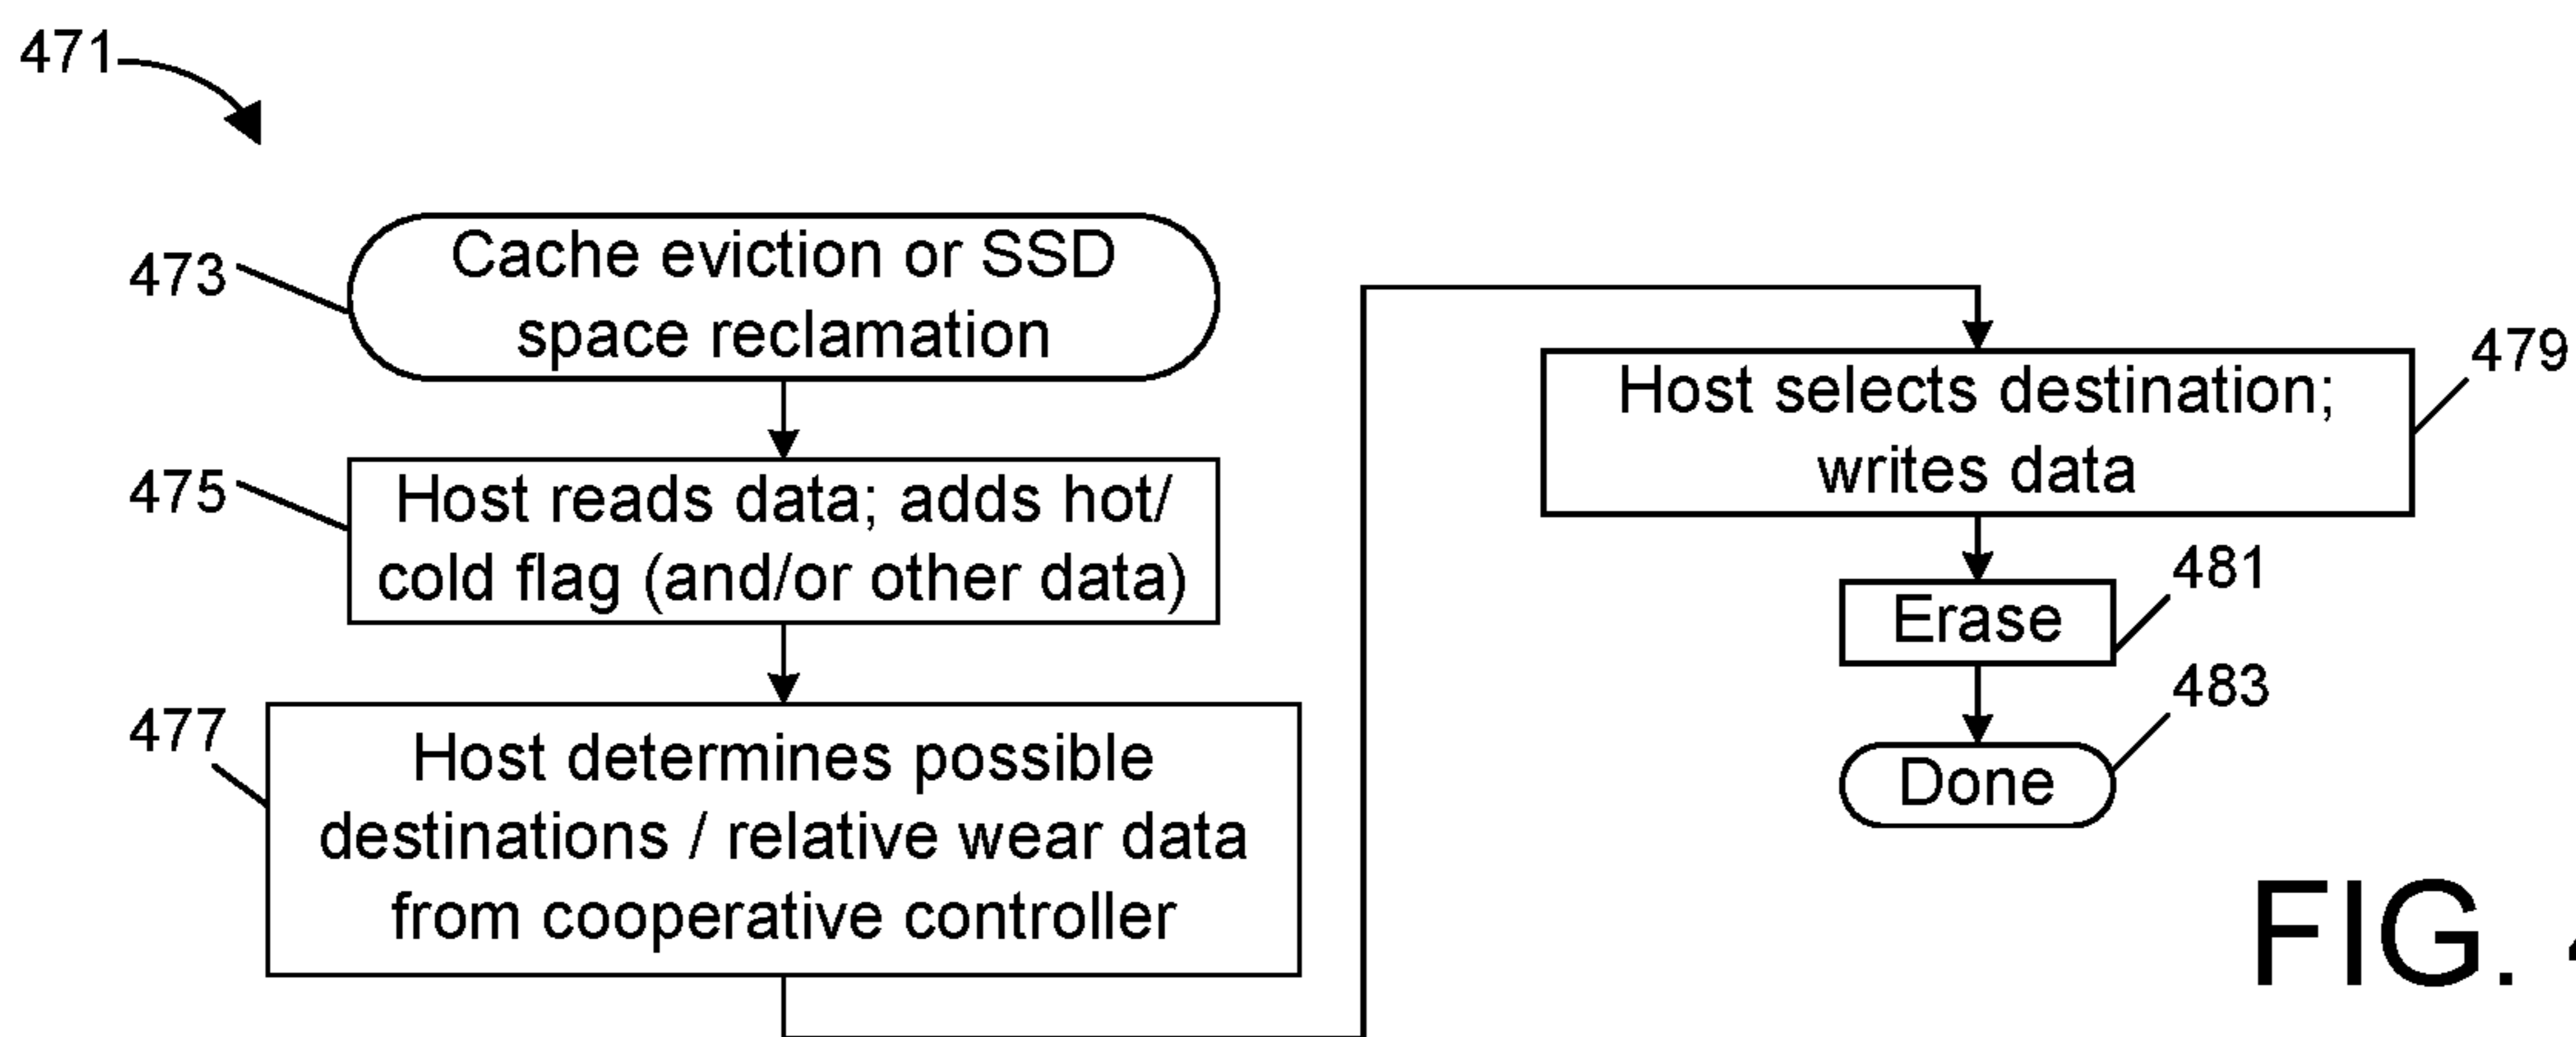 471
473
Cache eviction or SSD
space reclamation
475
Host reads data; adds hot/
cold flag (and/or other data)
477
Host determines possible
destinations / relative wear data
from cooperative controller
479
Host selects destination;
writes data
481
Erase
483
Done
FIG.